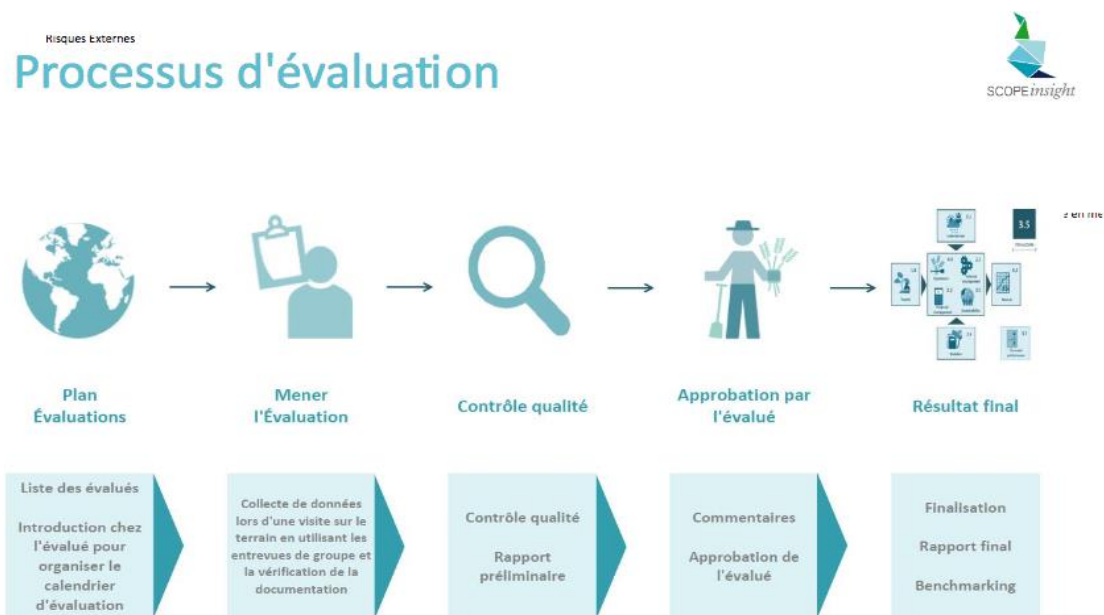 Risques Externes
Processus d'évaluation
SCOPEinsight
3.5
Plan
Évaluations
Mener
l'Évaluation
Contrôle qualité
Approbation par
l'évalué
Résultat final
Liste des évalués
Introduction chez
l'évalué pour
organiser le
calendrier
d'évaluation
Collecte de données
lors d'une visite sur le
terrain en utilisant les
entrevues de groupe et
la vérification de la
documentation
Contrôle qualité
Rapport
préliminaire
Commentaires
Approbation de
l'évalué
Finalisation
Rapport final
Benchmarking